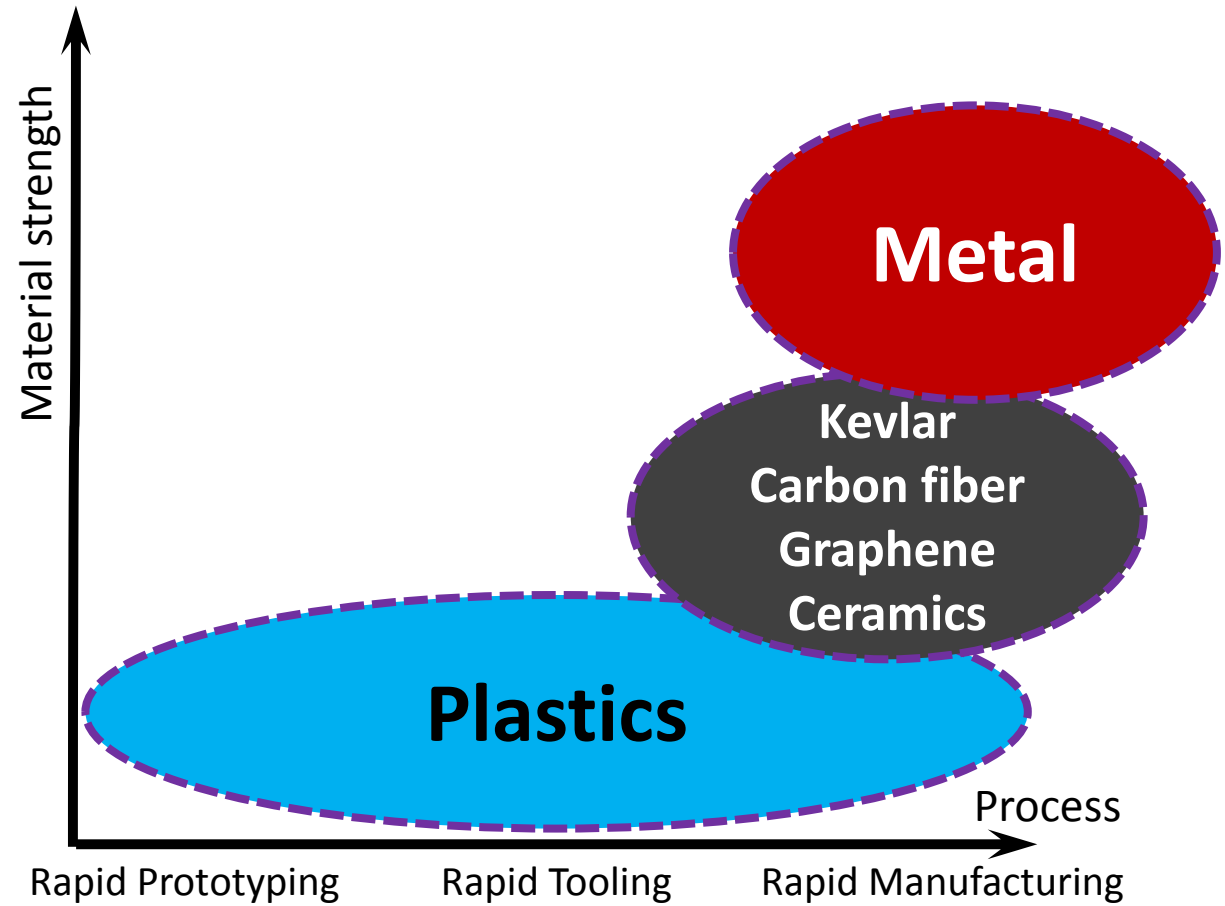 Material strength
Metal
Kevlar
Carbon fiber
Graphene
Ceramics
Plastics
Process
Rapid Prototyping
Rapid Tooling
Rapid Manufacturing